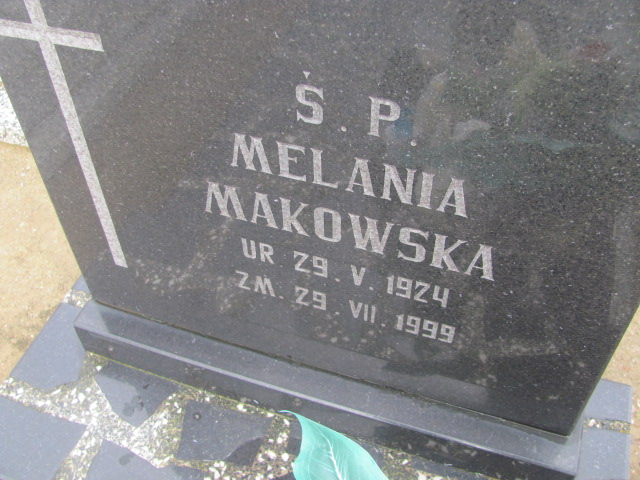 Ś. P.
MELANIA
MAKOWSKA
UR 29. V. 1924
ZM. 29. VII. 1999